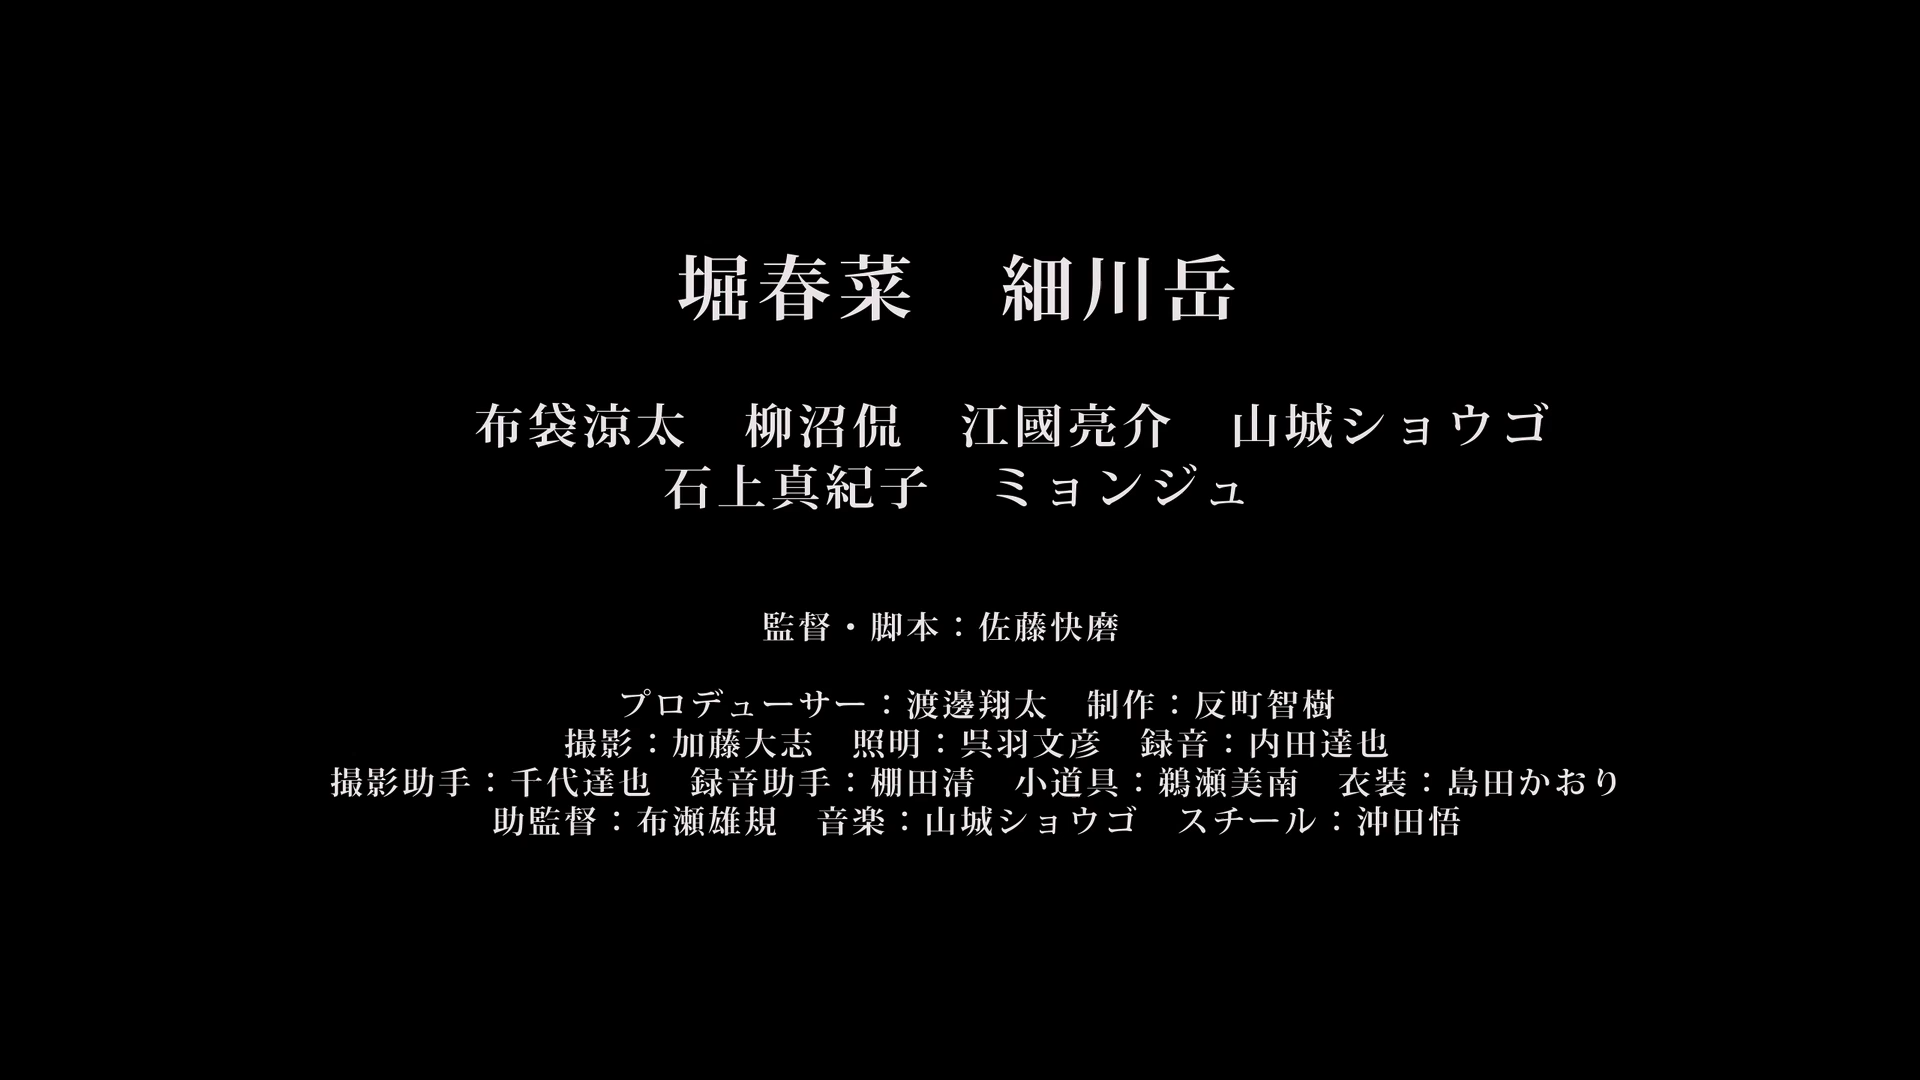 堀春菜　細川岳
布袋涼太　柳沼侃　江國亮介　山城ショウゴ
石上真紀子　ミョンジュ
監督・脚本：佐藤快磨
プロデューサー：渡邊翔太　制作：反町智樹
撮影：加藤大志　照明：呉羽文彦　録音：内田達也
撮影助手：千代達也　録音助手：棚田清　小道具：鵜瀬美南　衣装：島田かおり
助監督：布瀬雄規　音楽：山城ショウゴ　スチール：沖田悟